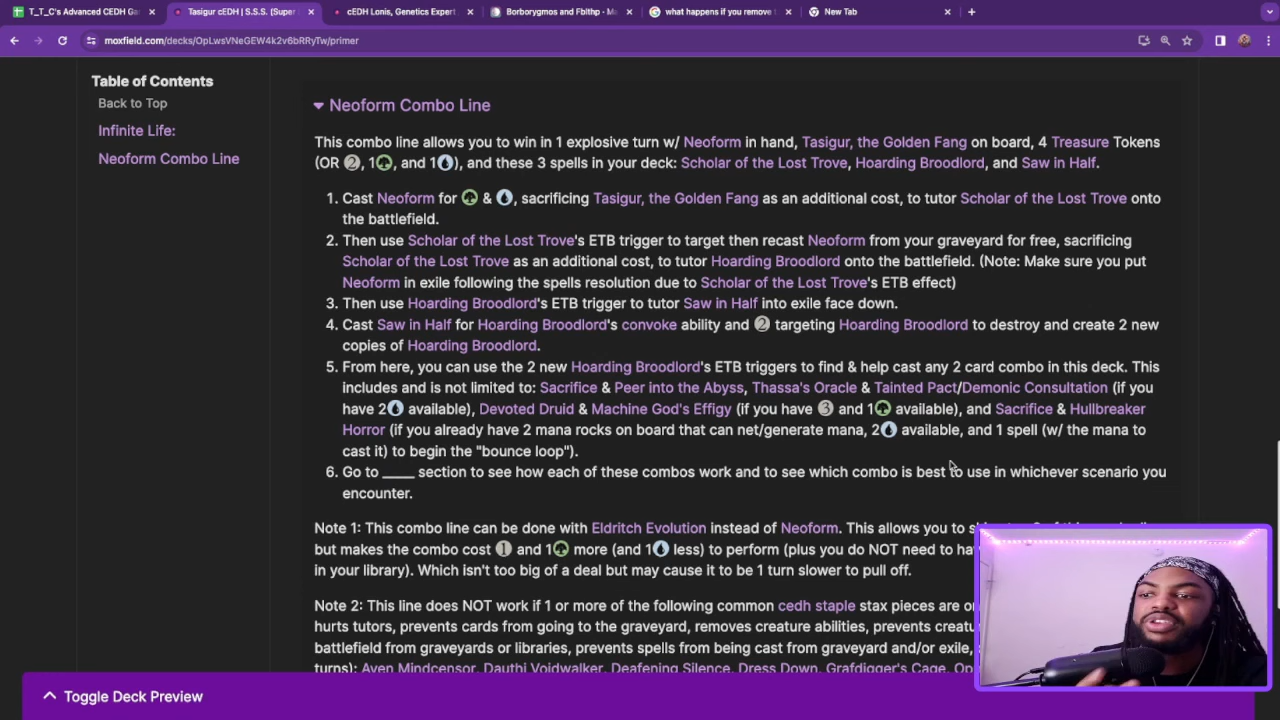 T_T_C's Advanced CEDH Ga
Tasigur cEDH | S.S.S. (Super
cEDH Lonis, Genetics Expert
Borborygmos and Fblthp - M
what happens if you remove
New Tab
moxfield.com/decks/OpLwsVNeGEW4k2v6bRRyTw/primer
Table of Contents
Back to Top
Infinite Life:
Neoform Combo Line
Neoform Combo Line
This combo line allows you to win in 1 explosive turn w/ Neoform in hand, Tasigur, the Golden Fang on board, 4 Treasure Tokens
(OR 2, 1, and 1), and these 3 spells in your deck: Scholar of the Lost Trove, Hoarding Broodlord, and Saw in Half.
1. Cast Neoform for & , sacrificing Tasigur, the Golden Fang as an additional cost, to tutor Scholar of the Lost Trove onto
the battlefield.
2. Then use Scholar of the Lost Trove's ETB trigger to target then recast Neoform from your graveyard for free, sacrificing
Scholar of the Lost Trove as an additional cost, to tutor Hoarding Broodlord onto the battlefield. (Note: Make sure you put
Neoform in exile following the spells resolution due to Scholar of the Lost Trove's ETB effect)
3. Then use Hoarding Broodlord's ETB trigger to tutor Saw in Half into exile face down.
4. Cast Saw in Half for Hoarding Broodlord's convoke ability and 2 targeting Hoarding Broodlord to destroy and create 2 new
copies of Hoarding Broodlord.
5. From here, you can use the 2 new Hoarding Broodlord's ETB triggers to find & help cast any 2 card combo in this deck. This
includes and is not limited to: Sacrifice & Peer into the Abyss, Thassa's Oracle & Tainted Pact/Demonic Consultation (if you
have 2 available), Devoted Druid & Machine God's Effigy (if you have 3 and 1 available), and Sacrifice & Hullbreaker
Horror (if you already have 2 mana rocks on board that can net/generate mana, 2 available, and 1 spell (w/ the mana to
cast it) to begin the "bounce loop").
6. Go to ____ section to see how each of these combos work and to see which combo is best to use in whichever scenario you
encounter.
Note 1: This combo line can be done with Eldritch Evolution instead of Neoform. This allows you to
but makes the combo cost 1 and 1 more (and 1 less) to perform (plus you do NOT need to
in your library). Which isn't too big of a deal but may cause it to be 1 turn slower to pull off.
Note 2: This line does NOT work if 1 or more of the following common cedh staple stax pieces are
hurts tutors, prevents cards from going to the graveyard, removes creature abilities, prevents
battlefield from graveyards or libraries, prevents spells from being cast from graveyard and/or exile,
turns): Aven Mindcensor, Dauthi Voidwalker, Deafening Silence, Dress Down, Grafdigger's Cage,
Toggle Deck Preview